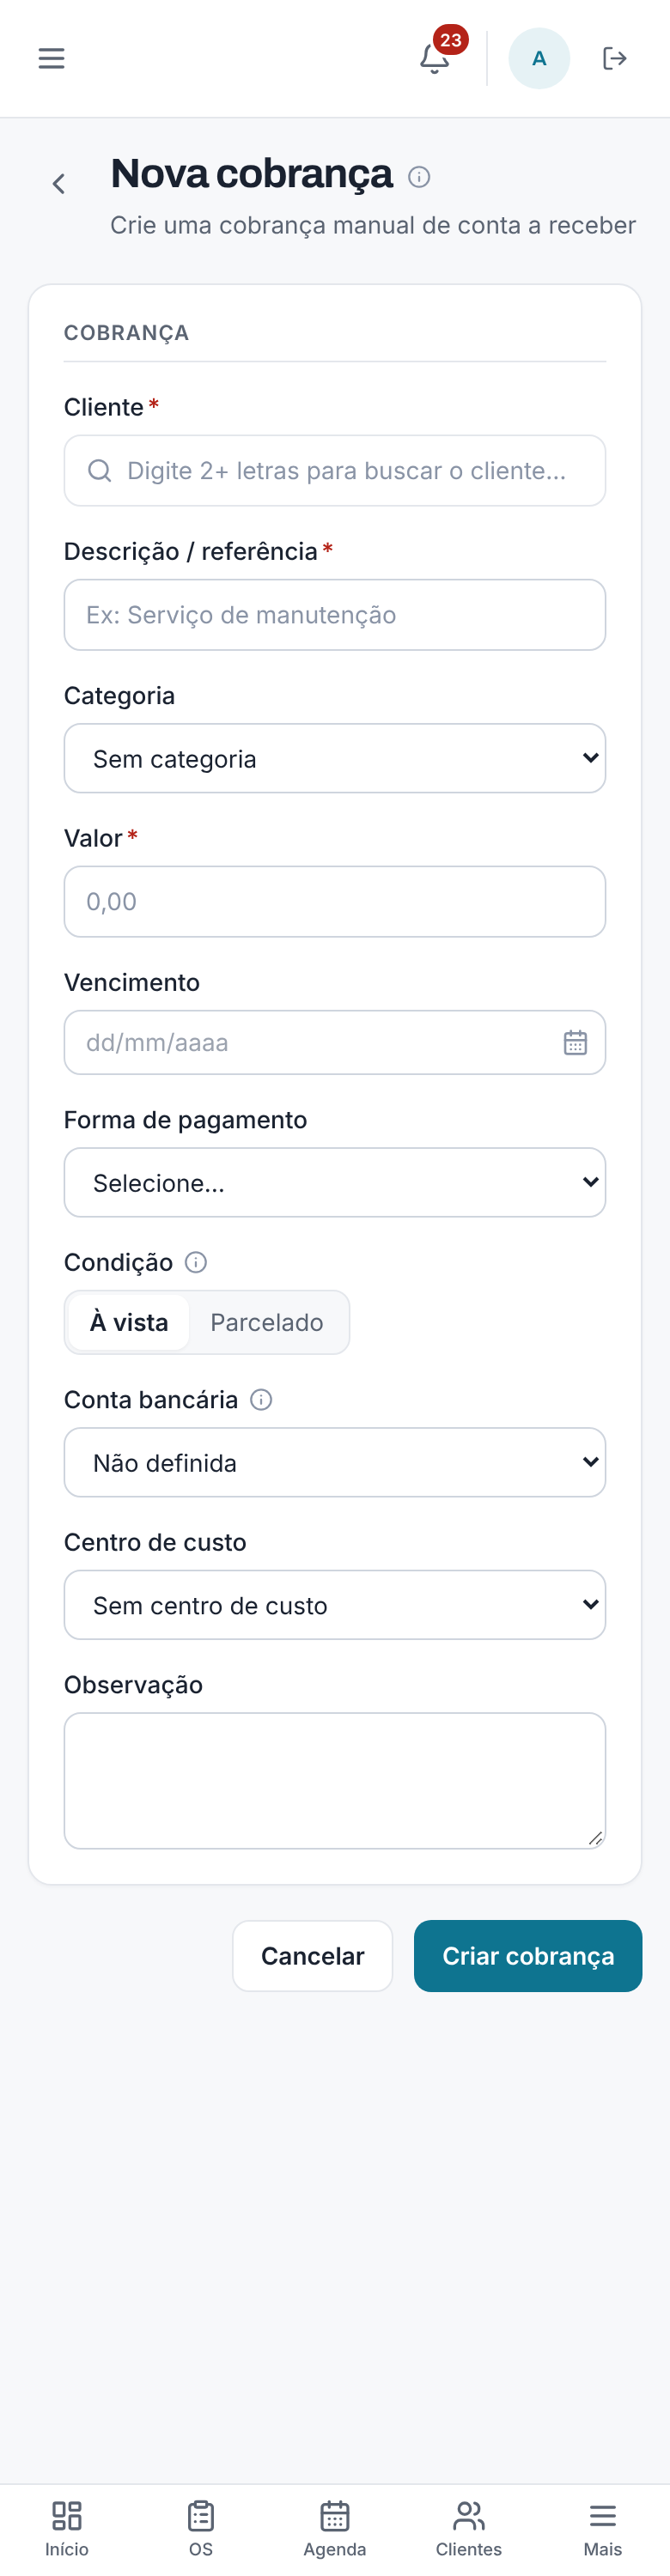 23
A
Nova cobrança
Crie uma cobrança manual de conta a receber
COBRANÇA
Cliente*
Digite 2+ letras para buscar o cliente...
Descrição / referência*
Ex: Serviço de manutenção
Categoria
Sem categoria
Valor*
0,00
Vencimento
dd/mm/aaaa
Forma de pagamento
Selecione...
Condição
À vista Parcelado
Conta bancária
Não definida
Centro de custo
Sem centro de custo
Observação
Cancelar Criar cobrança
Início OS Agenda Clientes Mais